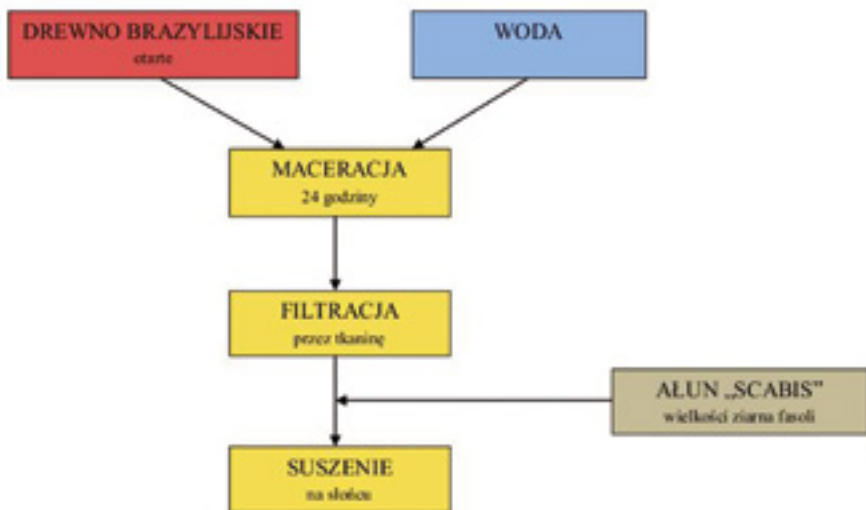 DREWNO BRAZYLIJSKIE
otarte
WODA
MACERACJA
24 godziny
FILTRACJA
przez tkaninę
AŁUN „SCABIS”
wielkości ziarna fasoli
SUSZENIE
na słońcu